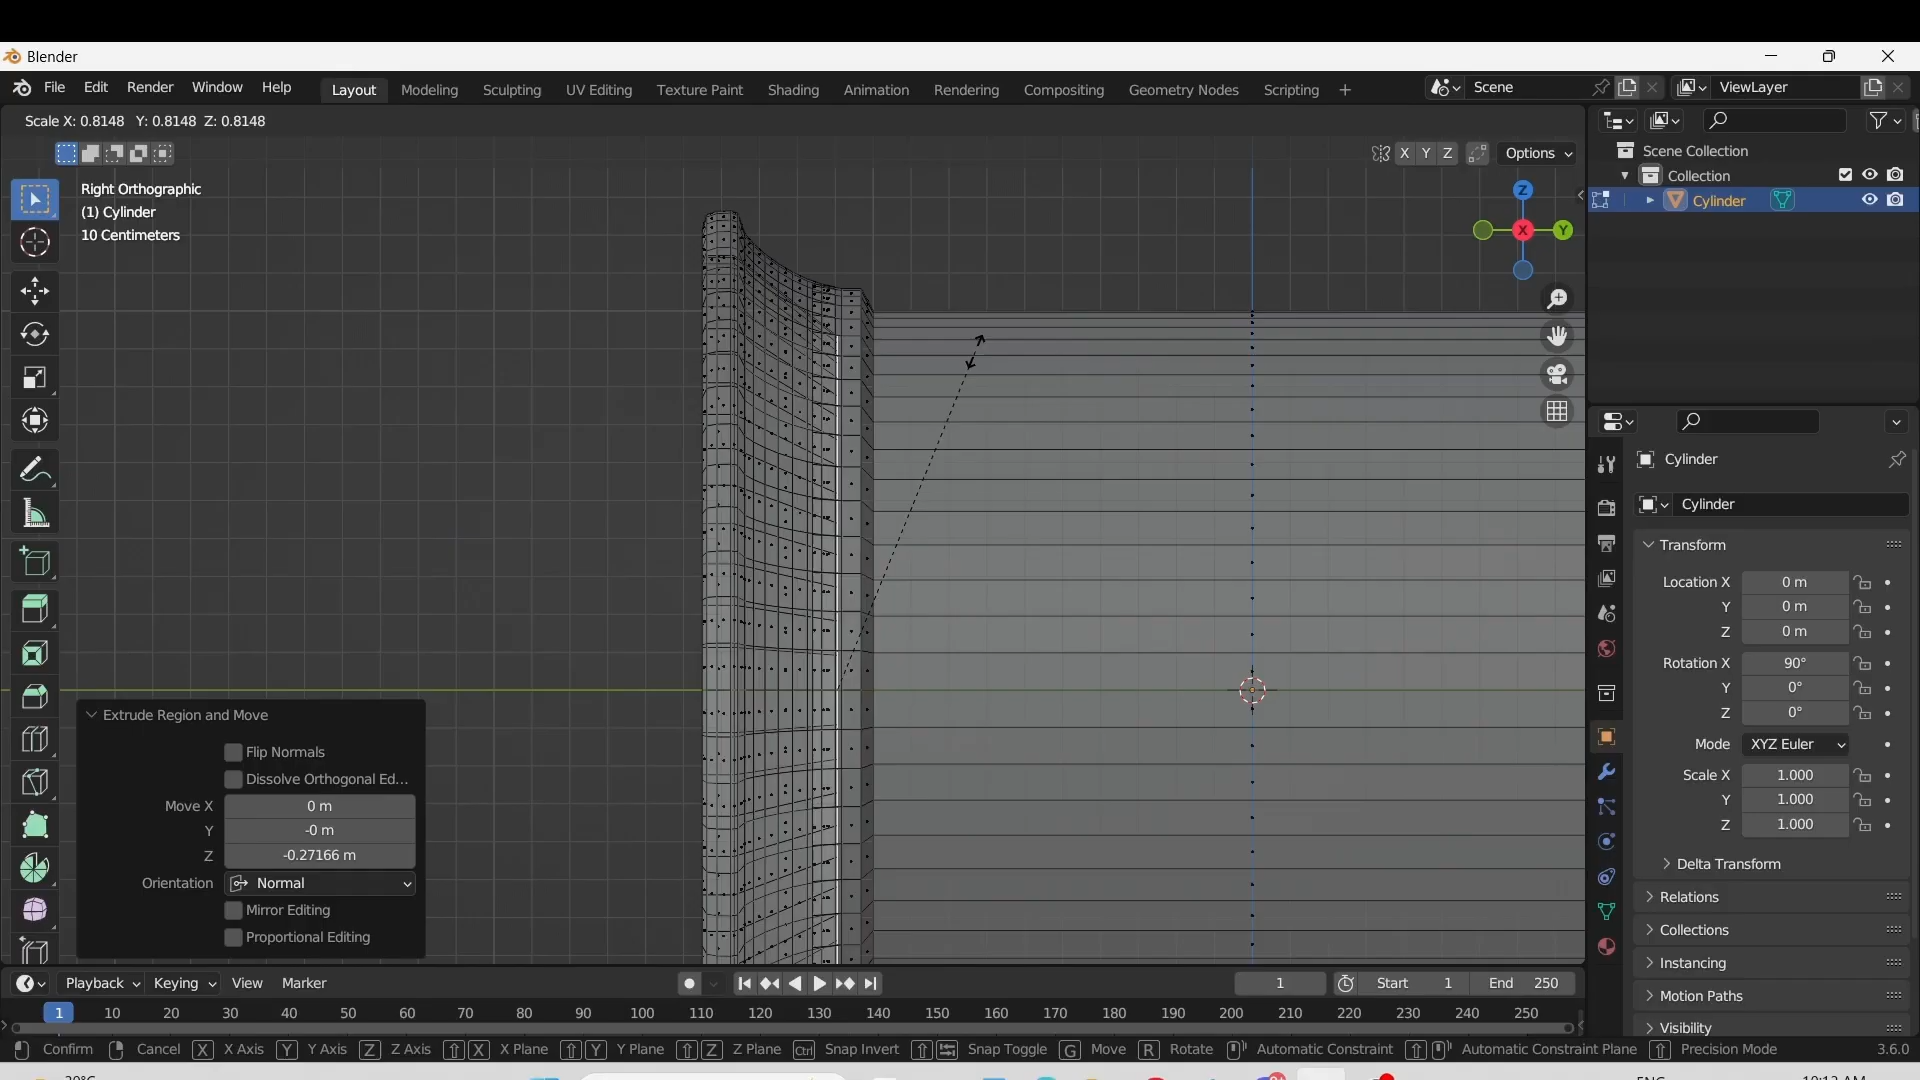 Blender
File Edit Render Window Help Layout Modeling Sculpting UV Editing Texture Paint Shading Animation Rendering Compositing Geometry Nodes Scripting + Scene ViewLayer
Scale X: 0.8148 Y: 0.8148 Z: 0.8148
X Y Z Options
Right Orthographic
(1) Cylinder
10 Centimeters
Z
X
Y
Scene Collection
Collection
Cylinder
Cylinder
Cylinder
Transform
Location X 0 m
Y 0 m
Z 0 m
Rotation X 90°
Y 0°
Z 0°
Mode XYZ Euler
Scale X 1.000
Y 1.000
Z 1.000
Delta Transform
Relations
Collections
Instancing
Motion Paths
Visibility
Extrude Region and Move
Flip Normals
Dissolve Orthogonal Ed...
Move X 0 m
Y -0 m
Z -0.27166 m
Orientation Normal
Mirror Editing
Proportional Editing
Playback Keying View Marker 1 Start 1 End 250
1 10 20 30 40 50 60 70 80 90 100 110 120 130 140 150 160 170 180 190 200 210 220 230 240 250
Confirm Cancel X X Axis Y Y Axis Z Z Axis X X Plane Y Y Plane Z Z Plane Ctrl Snap Invert Snap Toggle G Move R Rotate Automatic Constraint Automatic Constraint Plane Precision Mode 3.6.0